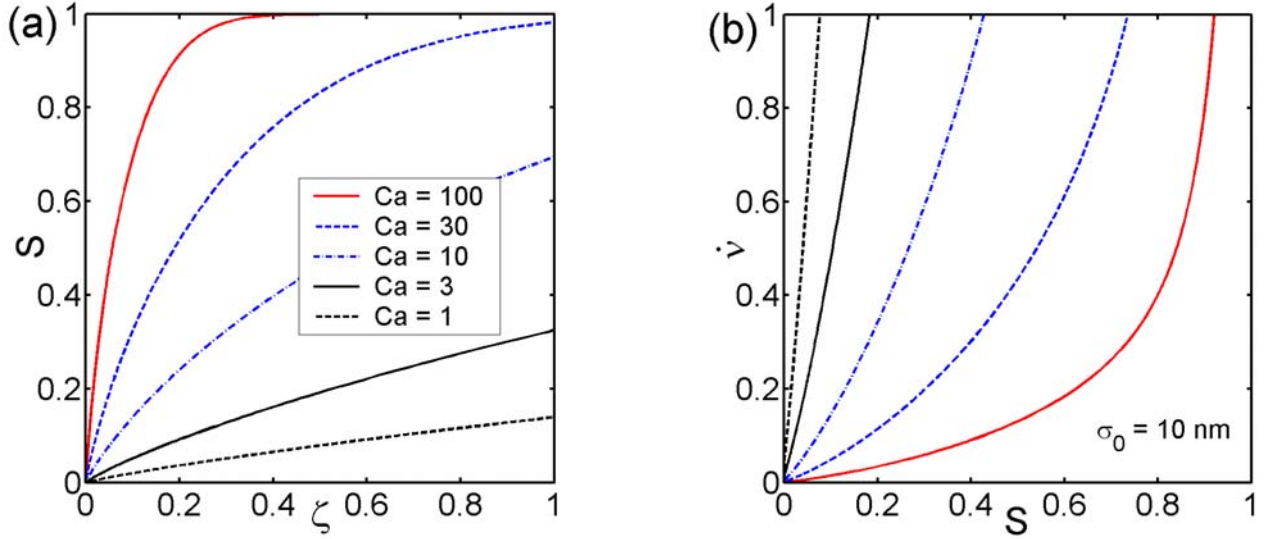 (a)
1
0.8
0.6
0.4
0.2
0
S
Ca = 100
Ca = 30
Ca = 10
Ca = 3
Ca = 1
0 0.2 0.4 0.6 0.8 1
ζ
(b)
1
0.8
0.6
0.4
0.2
0
ν̇
σ₀ = 10 nm
0 0.2 0.4 0.6 0.8 1
S